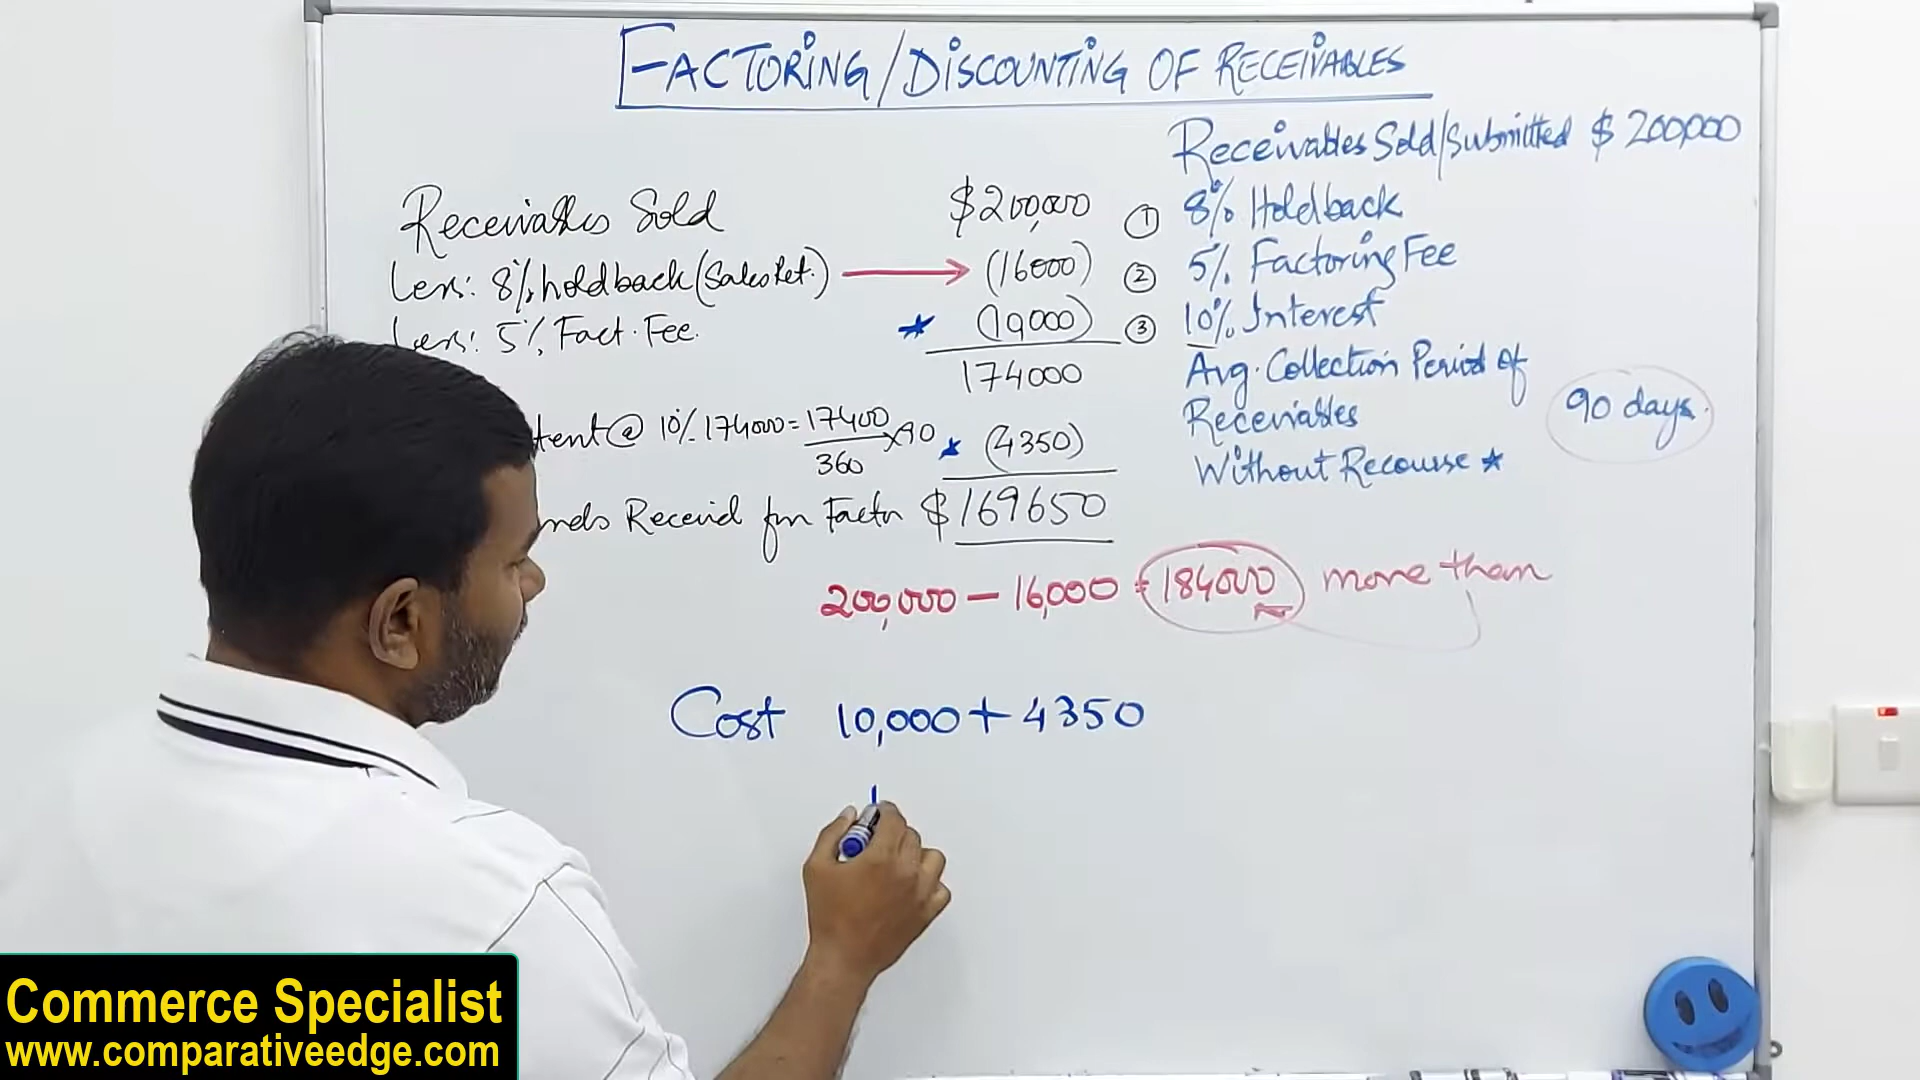 FACTORING/DISCOUNTING OF RECEIVABLES
Receivables Sold $200,000
Less: 8% holdback (Sales Ret.) (16000)
Less: 5% Fact. Fee. * (10000)
174000
@ 10% 174000 = 17400/360 x 90 * (4350)
Received from Factor $169650
Receivables Sold/Submitted $200,000
① 8% Holdback
② 5% Factoring Fee
③ 10% Interest
Avg. Collection Period of
Receivables 90 days.
Without Recourse *
200,000 – 16,000 = 184000 more than
Cost 10,000 + 4350
Commerce Specialist
www.comparativeedge.com